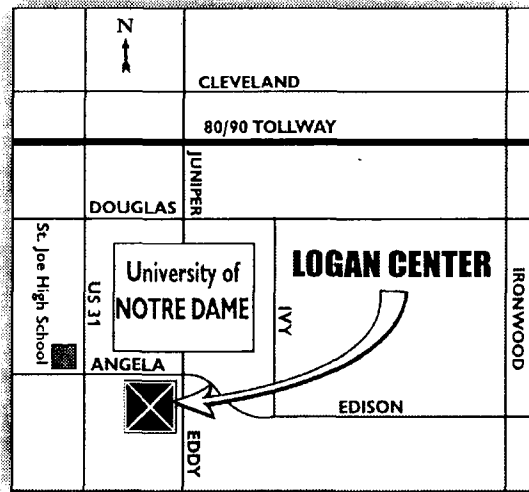 N
CLEVELAND
80/90 TOLLWAY
JUNIPER
DOUGLAS
St. Joe High School
US 31
University of
NOTRE DAME
IVY
LOGAN CENTER
IRONWOOD
ANGELA
EDISON
EDDY